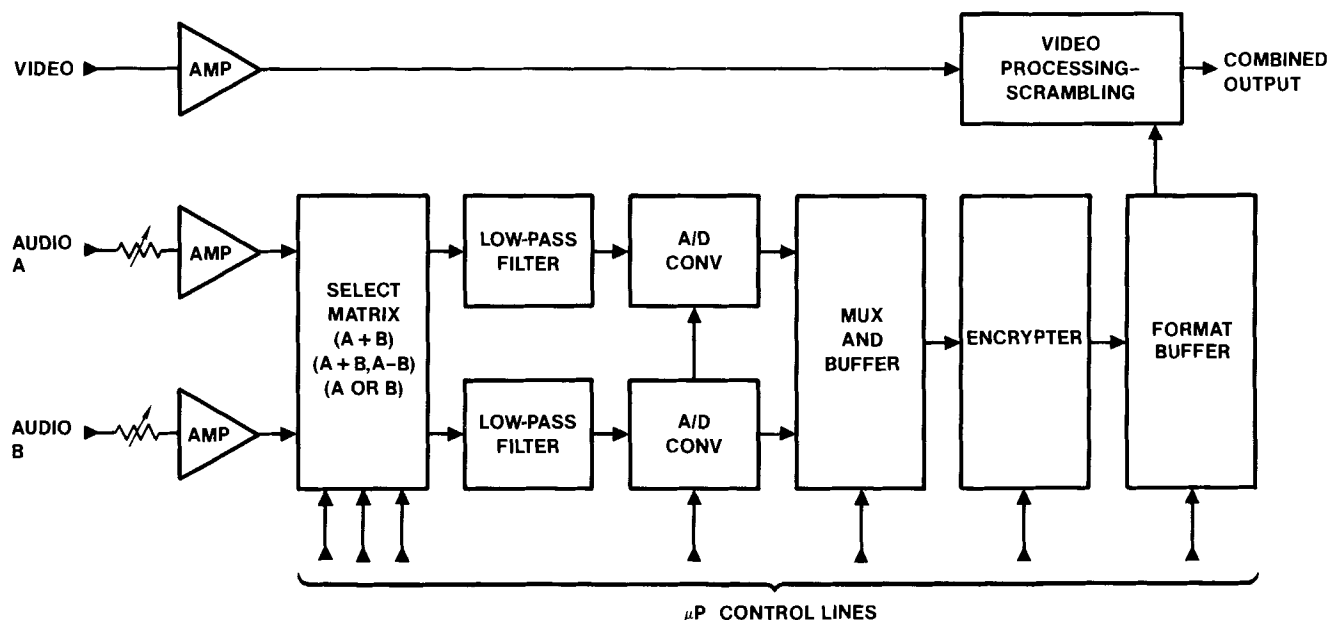 VIDEO
AMP
VIDEO
PROCESSING-
SCRAMBLING
COMBINED
OUTPUT
AUDIO
A
AMP
SELECT
MATRIX
(A + B)
(A + B, A–B)
(A OR B)
LOW-PASS
FILTER
A/D
CONV
MUX
AND
BUFFER
ENCRYPTER
FORMAT
BUFFER
AUDIO
B
AMP
LOW-PASS
FILTER
A/D
CONV
μP CONTROL LINES